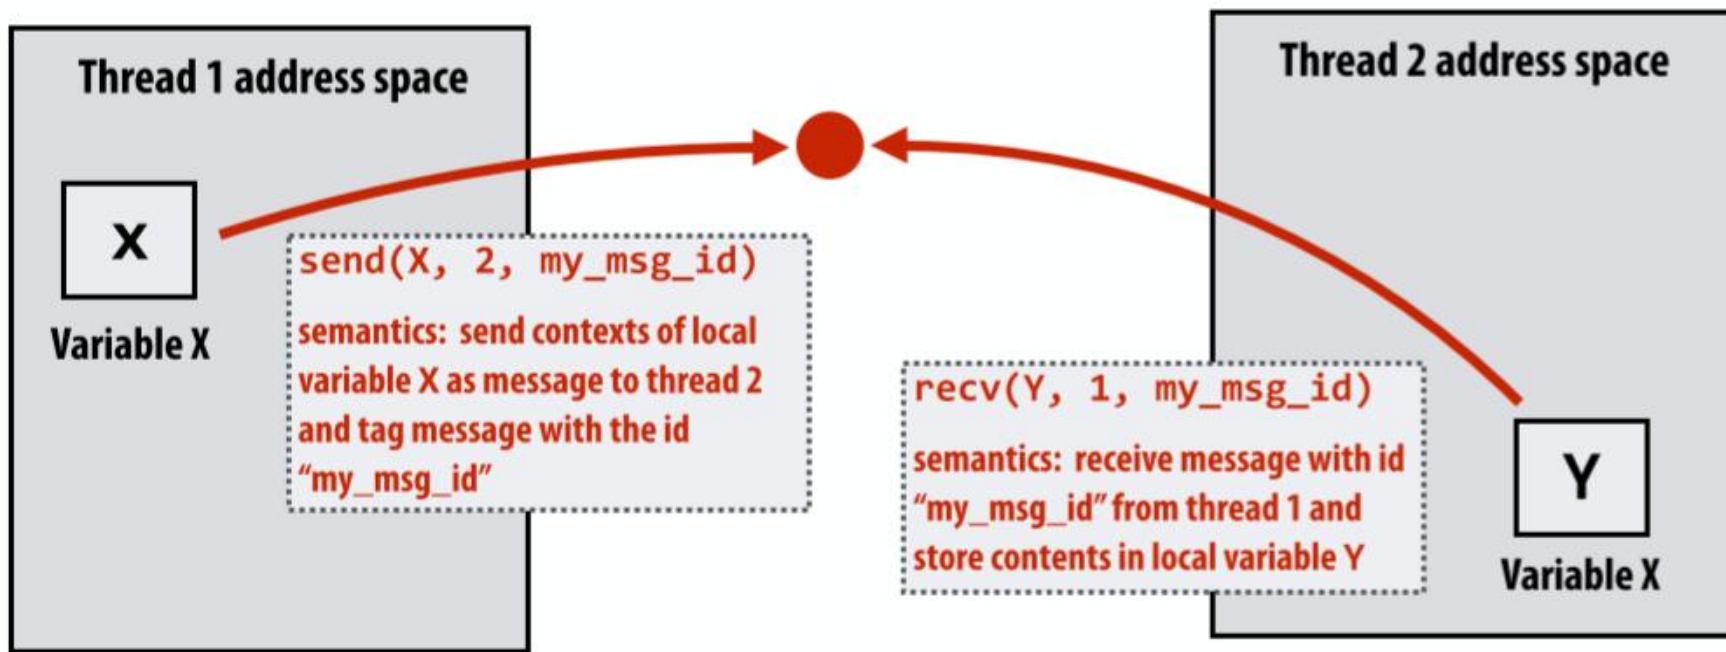 Thread 1 address space
x
Variable X
send(X, 2, my_msg_id)
semantics: send contexts of local
variable X as message to thread 2
and tag message with the id
“my_msg_id”
Thread 2 address space
recv(Y, 1, my_msg_id)
semantics: receive message with id
“my_msg_id” from thread 1 and
store contents in local variable Y
Y
Variable X